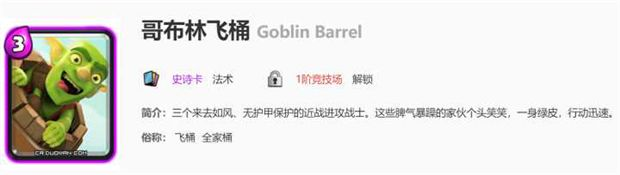 3
哥布林飞桶 Goblin Barrel
史诗卡 法术 1阶竞技场 解锁
简介：三个来去如风、无护甲保护的近战进攻战士。这些脾气暴躁的家伙个头笑笑，一身绿皮，行动迅速。
俗称： 飞桶 全家桶
CR.DUOWAN.COM